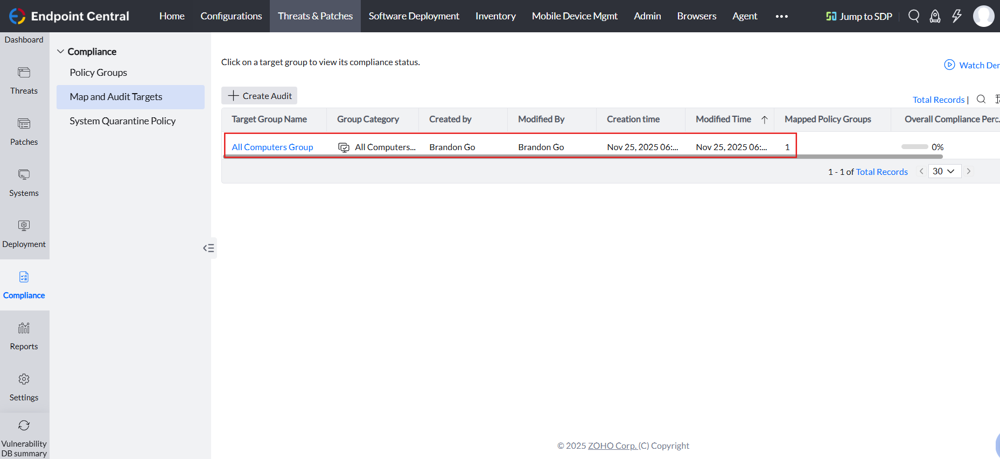 Endpoint Central
Home Configurations Threats & Patches Software Deployment Inventory Mobile Device Mgmt Admin Browsers Agent ••• Jump to SDP
Dashboard
Threats
Patches
Systems
Deployment
Compliance
Reports
Settings
Vulnerability
DB summary
Compliance
Policy Groups
Map and Audit Targets
System Quarantine Policy
Click on a target group to view its compliance status.
Watch Der
+ Create Audit
Total Records |
Target Group Name Group Category Created by Modified By Creation time Modified Time Mapped Policy Groups Overall Compliance Perc...
All Computers Group All Computers... Brandon Go Brandon Go Nov 25, 2025 06:... Nov 25, 2025 06:... 1 0%
1 - 1 of Total Records 30
© 2025 ZOHO Corp. (C) Copyright